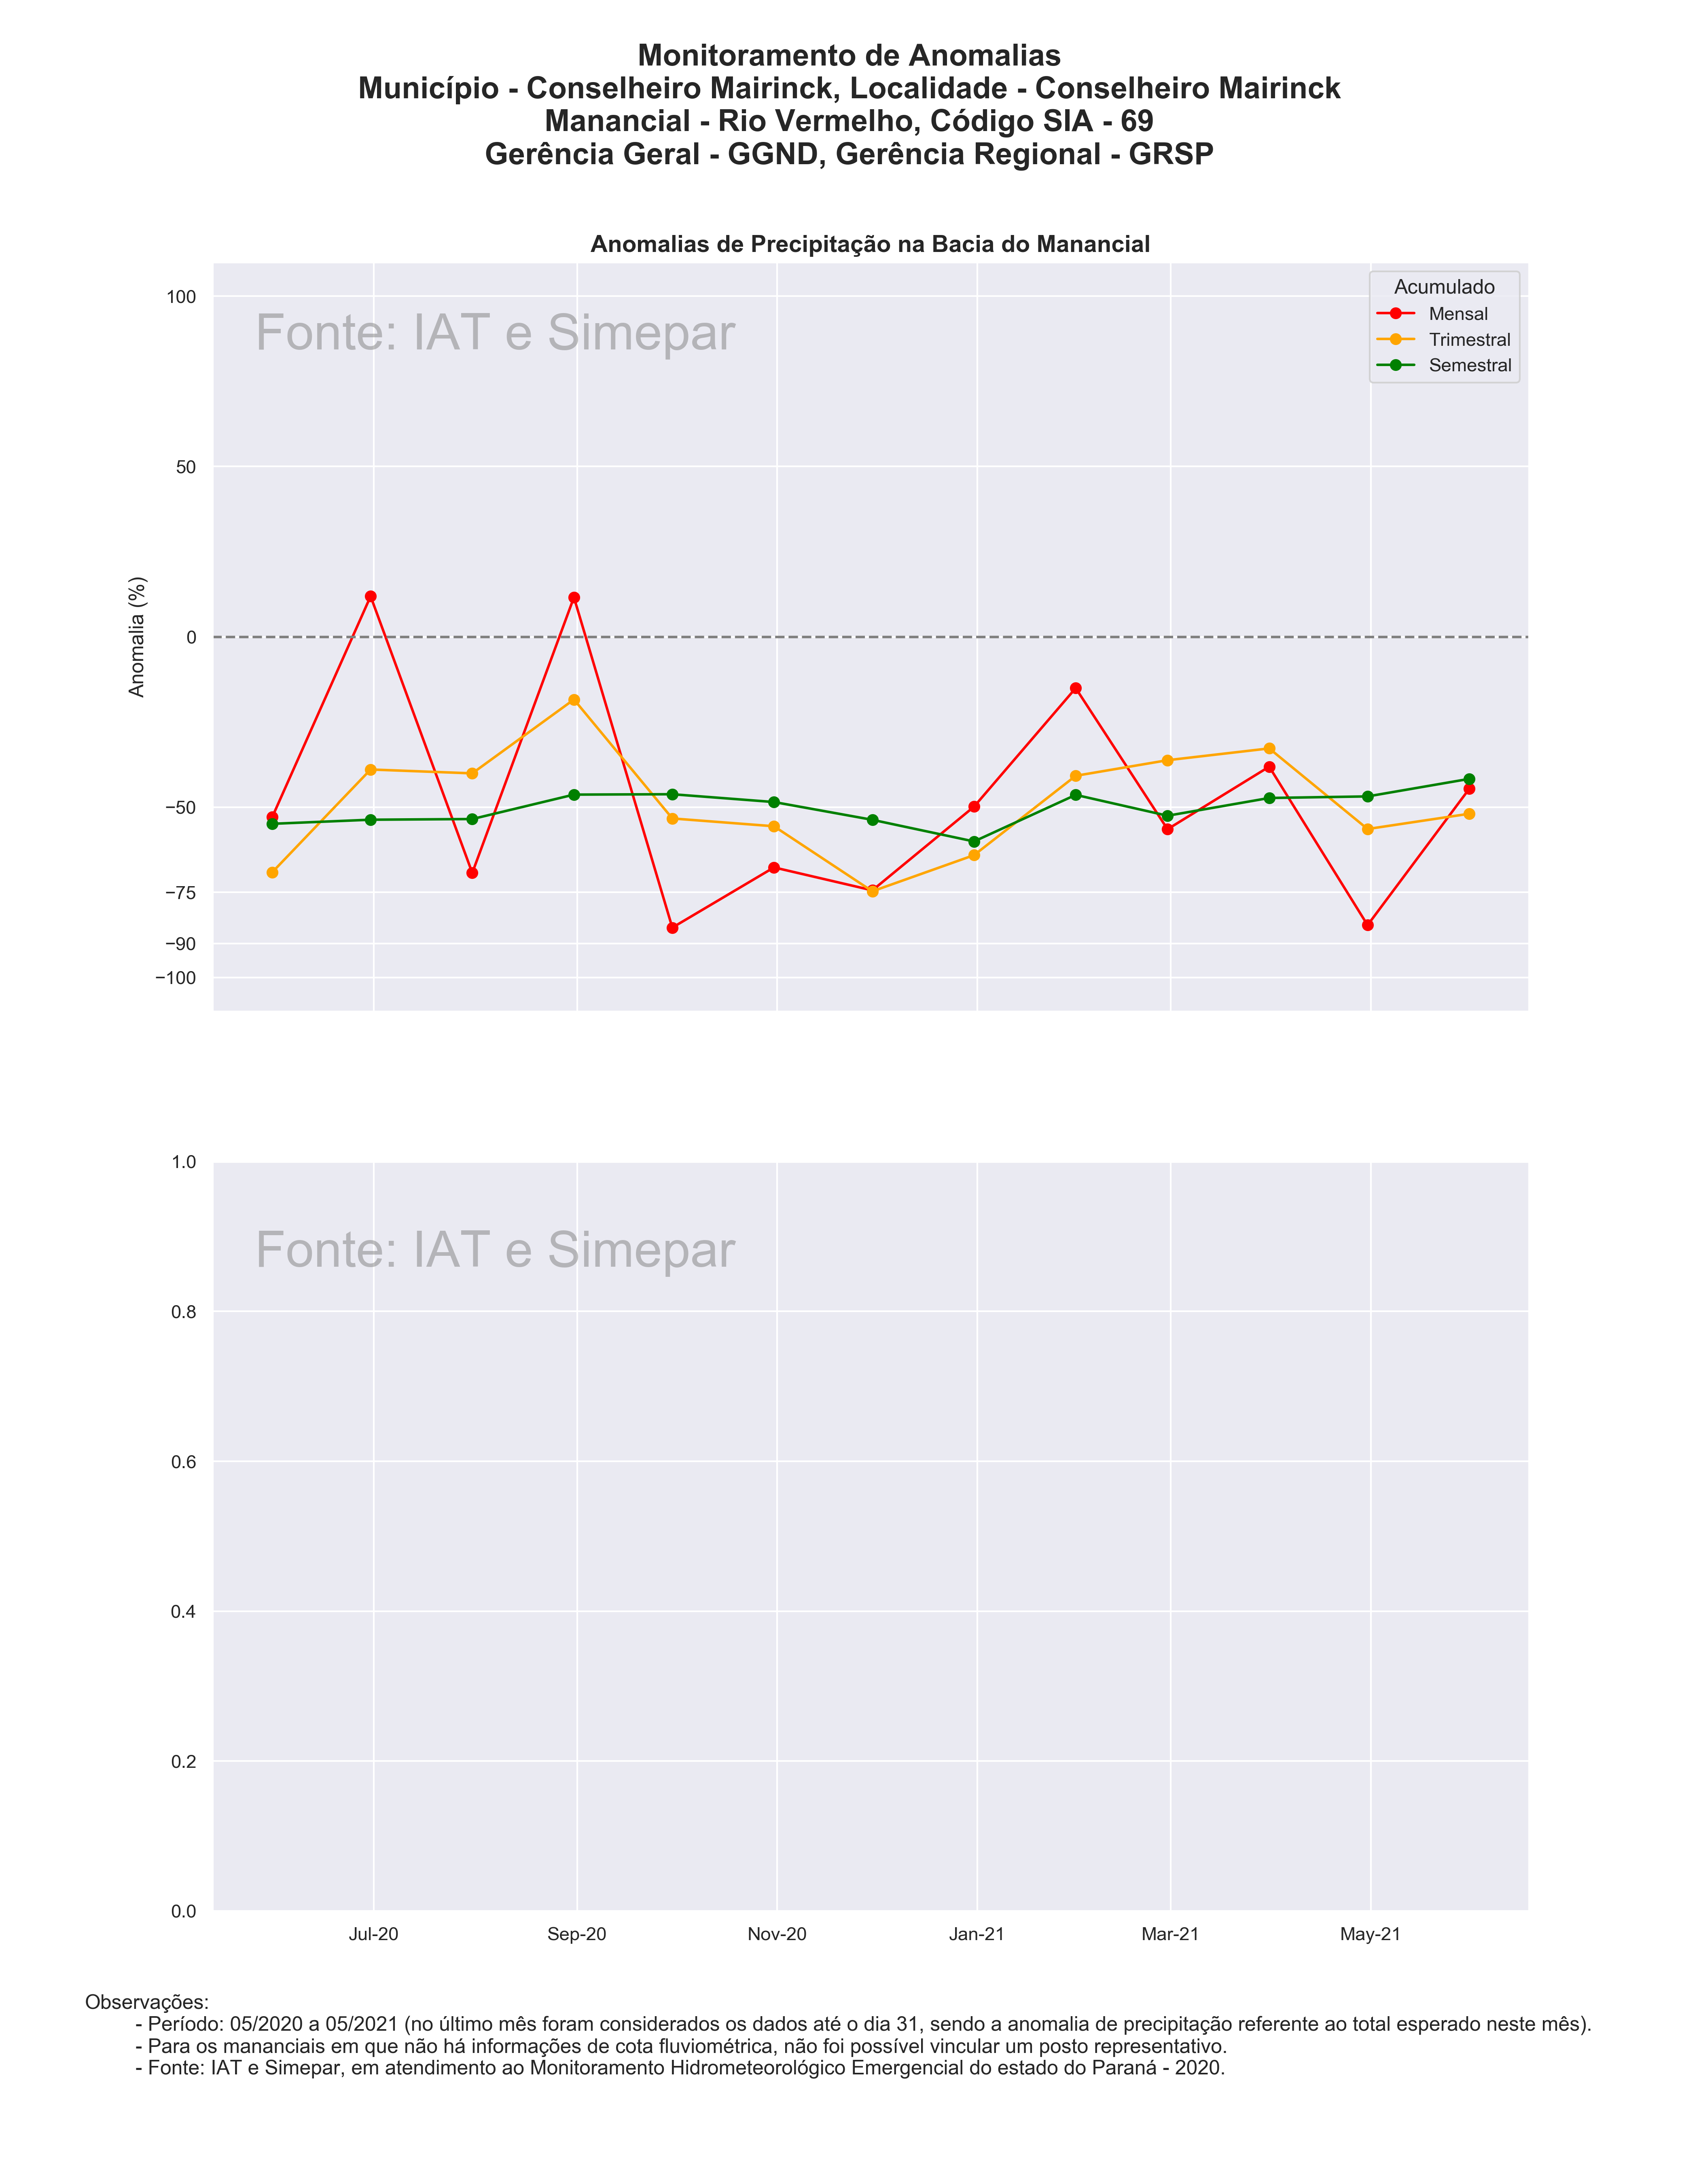 Monitoramento de Anomalias
Município - Conselheiro Mairinck, Localidade - Conselheiro Mairinck
Manancial - Rio Vermelho, Código SIA - 69
Gerência Geral - GGND, Gerência Regional - GRSP
Anomalias de Precipitação na Bacia do Manancial
Fonte: IAT e Simepar
Acumulado
Mensal
Trimestral
Semestral
Anomalia (%)
100
50
0
−50
−75
−90
−100
Fonte: IAT e Simepar
1.0
0.8
0.6
0.4
0.2
0.0
Jul-20
Sep-20
Nov-20
Jan-21
Mar-21
May-21
Observações:
- Período: 05/2020 a 05/2021 (no último mês foram considerados os dados até o dia 31, sendo a anomalia de precipitação referente ao total esperado neste mês).
- Para os mananciais em que não há informações de cota fluviométrica, não foi possível vincular um posto representativo.
- Fonte: IAT e Simepar, em atendimento ao Monitoramento Hidrometeorológico Emergencial do estado do Paraná - 2020.